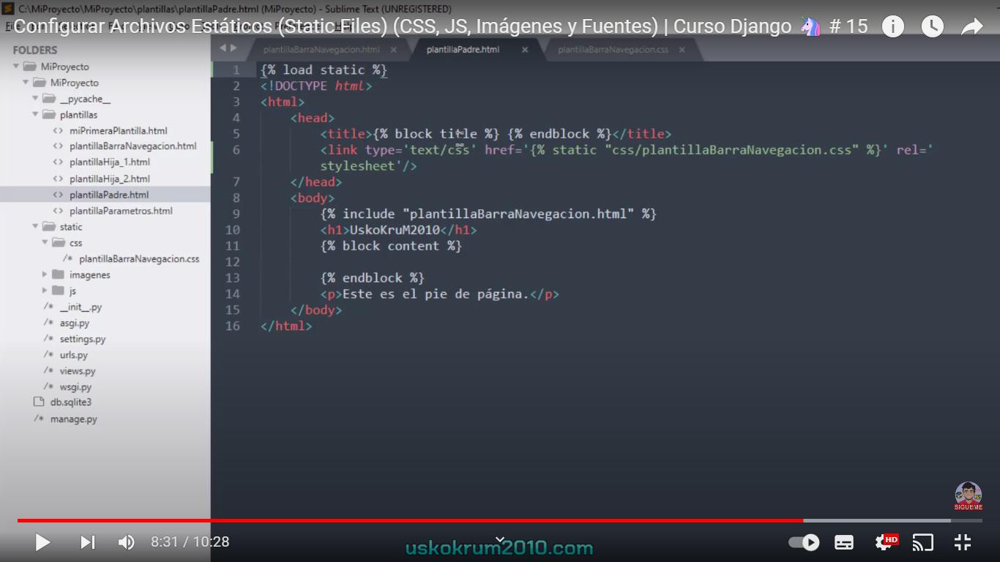 C:\MiProyecto\MiProyecto\plantillas\plantillaPadre.html (MiProyecto) - Sublime Text (UNREGISTERED)
Configurar Archivos Estáticos (Static Files) (CSS, JS, Imágenes y Fuentes) | Curso Django 🦄 # 15
FOLDERS
MiProyecto
MiProyecto
__pycache__
plantillas
miPrimeraPlantilla.html
plantillaBarraNavegacion.html
plantillaHija_1.html
plantillaHija_2.html
plantillaPadre.html
plantillaParametros.html
static
css
plantillaBarraNavegacion.css
imagenes
js
__init__.py
asgi.py
settings.py
urls.py
views.py
wsgi.py
db.sqlite3
manage.py
plantillaBarraNavegacion.html plantillaPadre.html plantillaBarraNavegacion.css
1 {% load static %}
2 <!DOCTYPE html>
3 <html>
4 <head>
5 <title>{% block title %} {% endblock %}</title>
6 <link type='text/css' href='{% static "css/plantillaBarraNavegacion.css" %}' rel='
stylesheet'/>
7 </head>
8 <body>
9 {% include "plantillaBarraNavegacion.html" %}
10 <h1>UskoKruM2010</h1>
11 {% block content %}
12
13 {% endblock %}
14 <p>Este es el pie de página.</p>
15 </body>
16 </html>
SIGUEME
8:31 / 10:28
uskokrum2010.com
HD